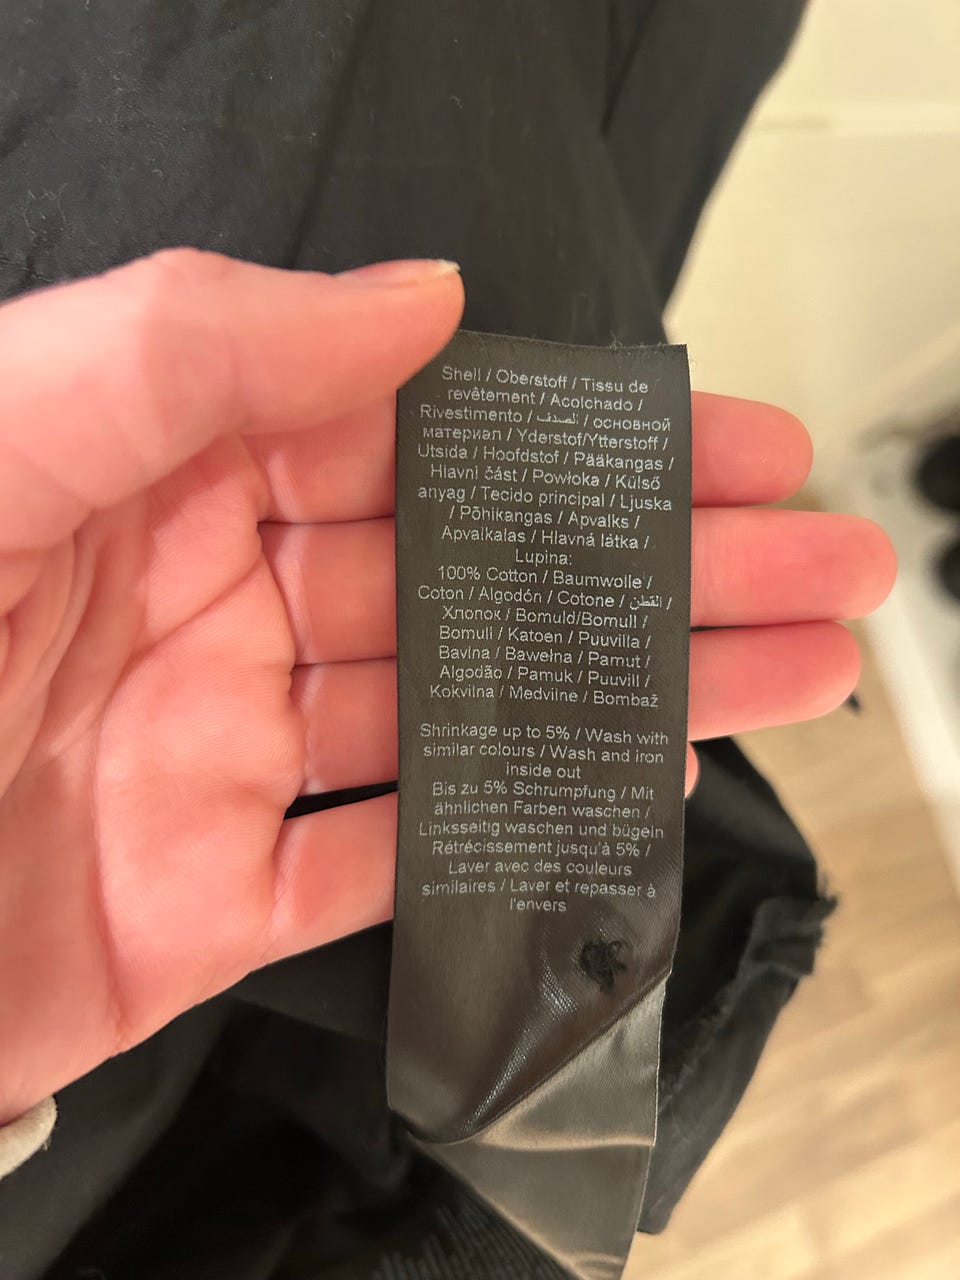 Shell / Oberstoff / Tissu de
revêtement / Acolchado /
Rivestimento / الصدف / основной
материал / Yderstof/Ytterstoff /
Utsida / Hoofdstof / Pääkangas /
Hlavní část / Powłoka / Külső
anyag / Tecido principal / Ljuska
/ Põhikangas / Apvalks /
Apvalkalas / Hlavná látka /
Lupina:
100% Cotton / Baumwolle /
Coton / Algodón / Cotone / القطن /
Хлопок / Bomuld/Bomull /
Bomull / Katoen / Puuvilla /
Bavlna / Bawełna / Pamut /
Algodão / Pamuk / Puuvill /
Kokvilna / Medvilne / Bombaž
Shrinkage up to 5% / Wash with
similar colours / Wash and iron
inside out
Bis zu 5% Schrumpfung / Mit
ähnlichen Farben waschen /
Linksseitig waschen und bügeln
Rétrécissement jusqu'à 5% /
Laver avec des couleurs
similaires / Laver et repasser à
l'envers